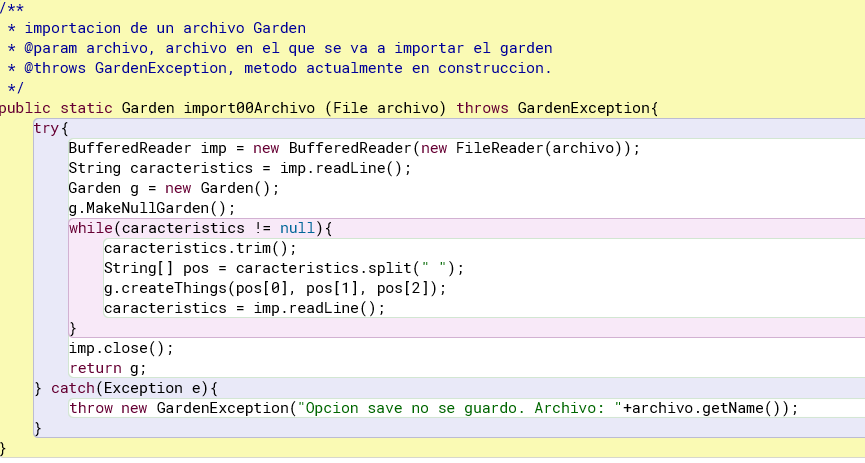 /**
 * importacion de un archivo Garden
 * @param archivo, archivo en el que se va a importar el garden
 * @throws GardenException, metodo actualmente en construccion.
 */
public static Garden import00Archivo (File archivo) throws GardenException{
    try{
        BufferedReader imp = new BufferedReader(new FileReader(archivo));
        String caracteristics = imp.readLine();
        Garden g = new Garden();
        g.MakeNullGarden();
        while(caracteristics != null){
            caracteristics.trim();
            String[] pos = caracteristics.split(" ");
            g.createThings(pos[0], pos[1], pos[2]);
            caracteristics = imp.readLine();
        }
        imp.close();
        return g;
    } catch(Exception e){
        throw new GardenException("Opcion save no se guardo. Archivo: "+archivo.getName());
    }
}